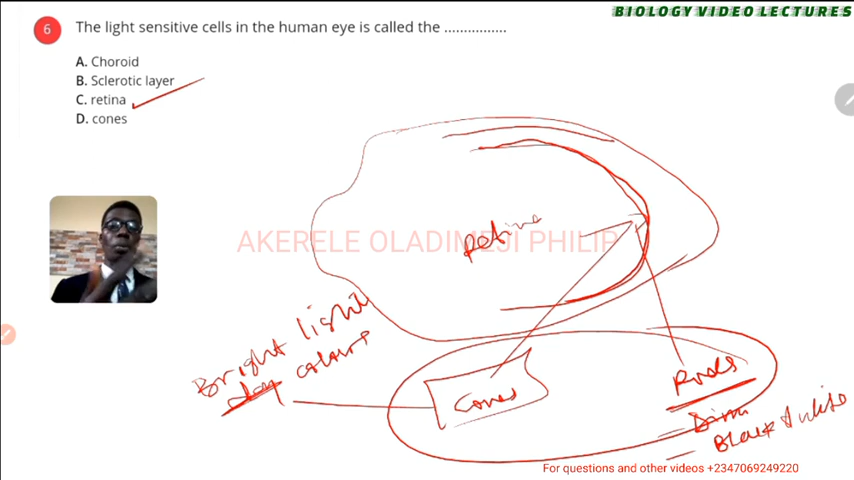 BIOLOGY VIDEO LECTURES
6 The light sensitive cells in the human eye is called the ................
A. Choroid
B. Sclerotic layer
C. retina
D. cones
Retina
AKERELE OLADIMEJI PHILIP
Bright light
day colour
Cones
Rods
Dim
Black & white
For questions and other videos +2347069249220